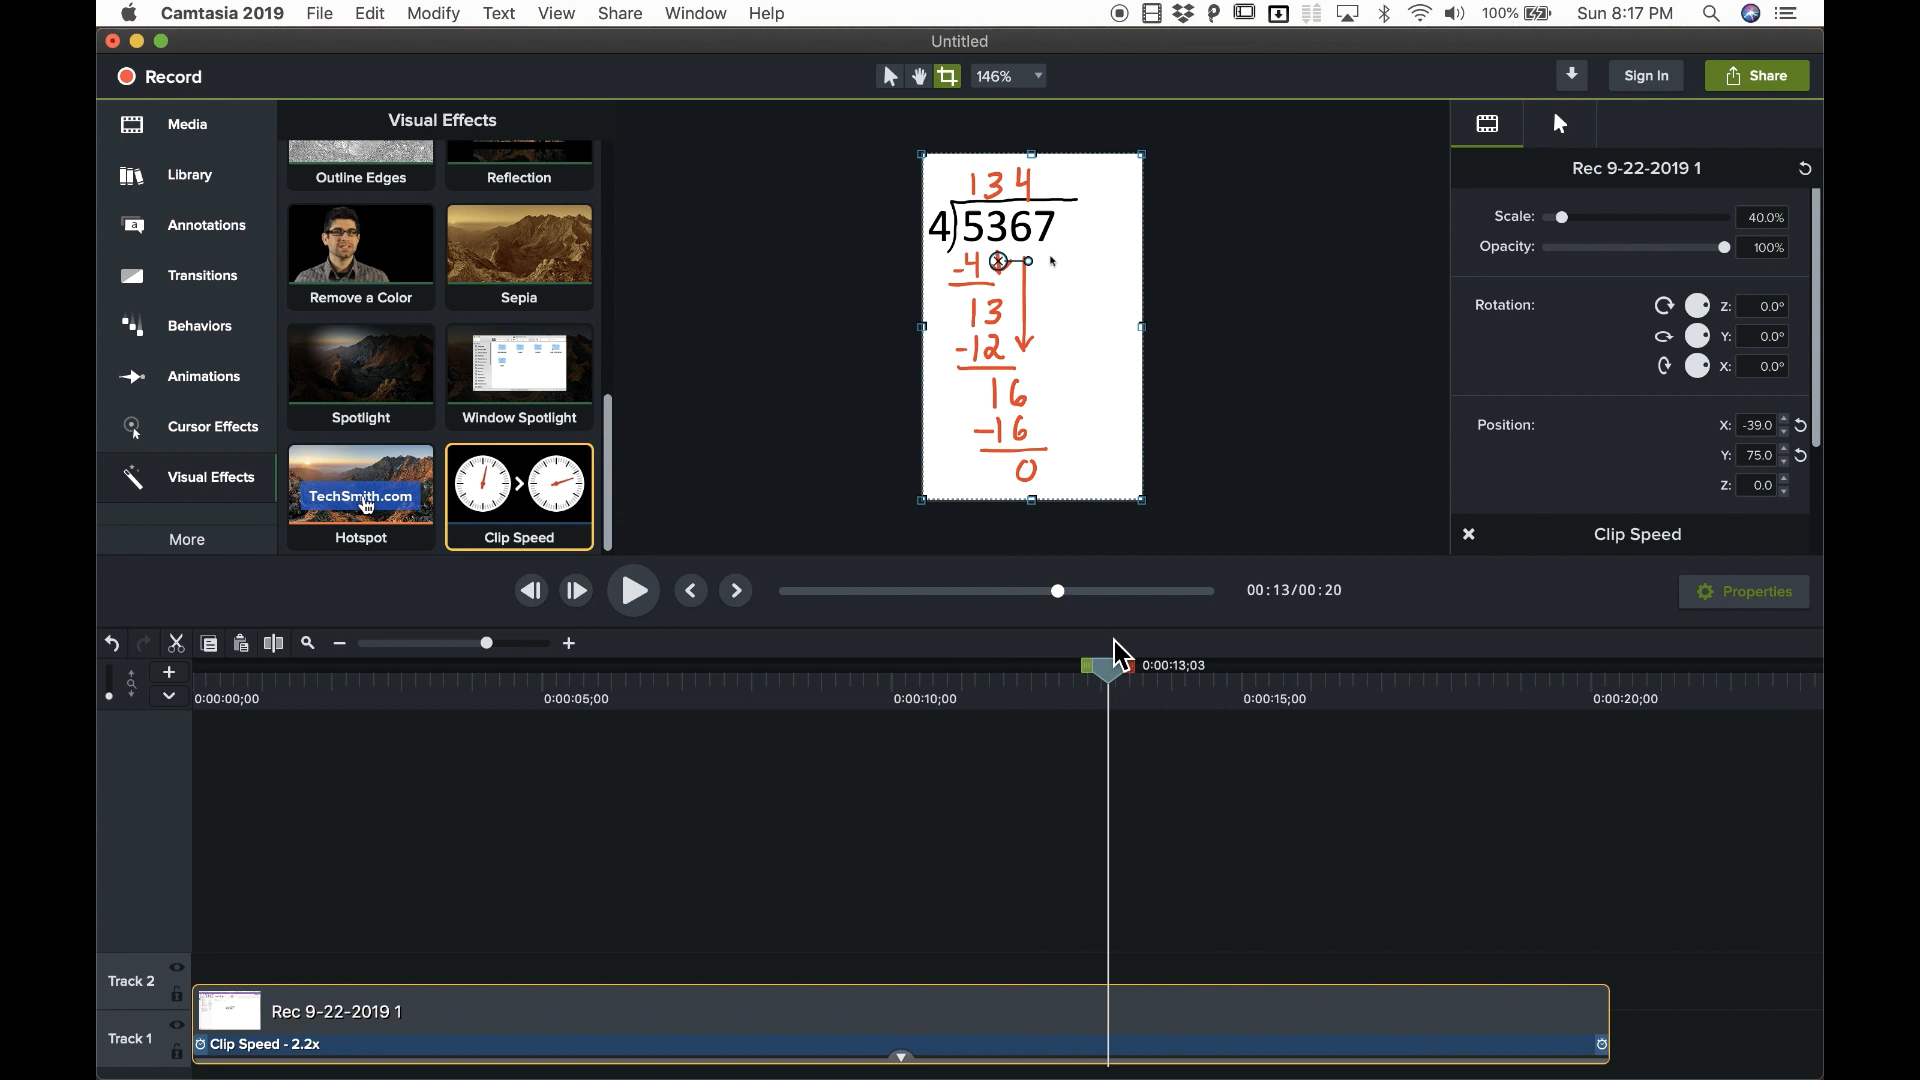 Camtasia 2019 File Edit Modify Text View Share Window Help 100% Sun 8:17 PM
Untitled
Record 146% Sign In Share
Media
Library
Annotations
Transitions
Behaviors
Animations
Cursor Effects
Visual Effects
More
Visual Effects
Outline Edges Reflection
Remove a Color Sepia
Spotlight Window Spotlight
TechSmith.com
Hotspot Clip Speed
134
4)5367
-4
13
-12
16
-16
0
Rec 9-22-2019 1
Scale: 40.0%
Opacity: 100%
Rotation: Z: 0.0°
Y: 0.0°
X: 0.0°
Position: X: -39.0
Y: 75.0
Z: 0.0
Clip Speed
00:13/00:20 Properties
0:00:13;03
0:00:00;00 0:00:05;00 0:00:10;00 0:00:15;00 0:00:20;00
Track 2
Rec 9-22-2019 1
Track 1
Clip Speed - 2.2x